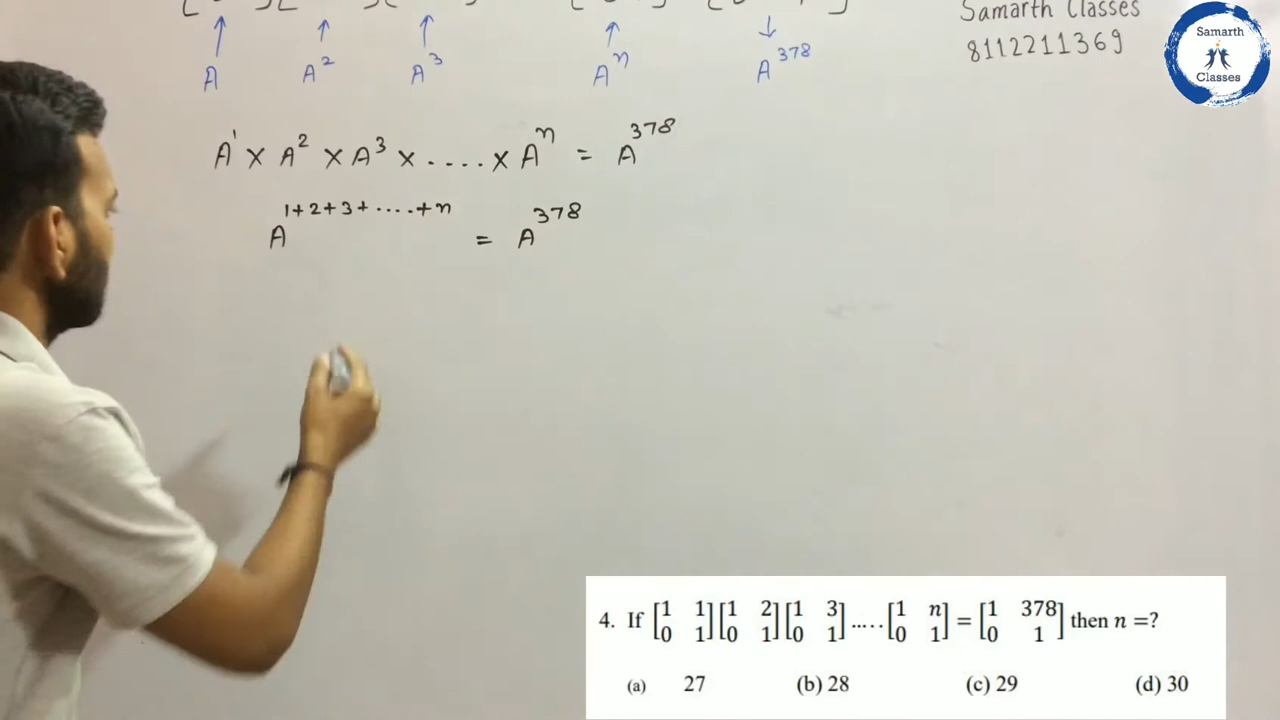 Samarth Classes
8112211369
Samarth
Classes
A A² A³ Aⁿ A³⁷⁸
A¹ × A² × A³ × ..... × Aⁿ = A³⁷⁸
A¹⁺²⁺³⁺⋯⁺ⁿ = A³⁷⁸
4. If [1 1; 0 1][1 2; 0 1][1 3; 0 1].....[1 n; 0 1] = [1 378; 0 1] then n =?
(a) 27 (b) 28 (c) 29 (d) 30